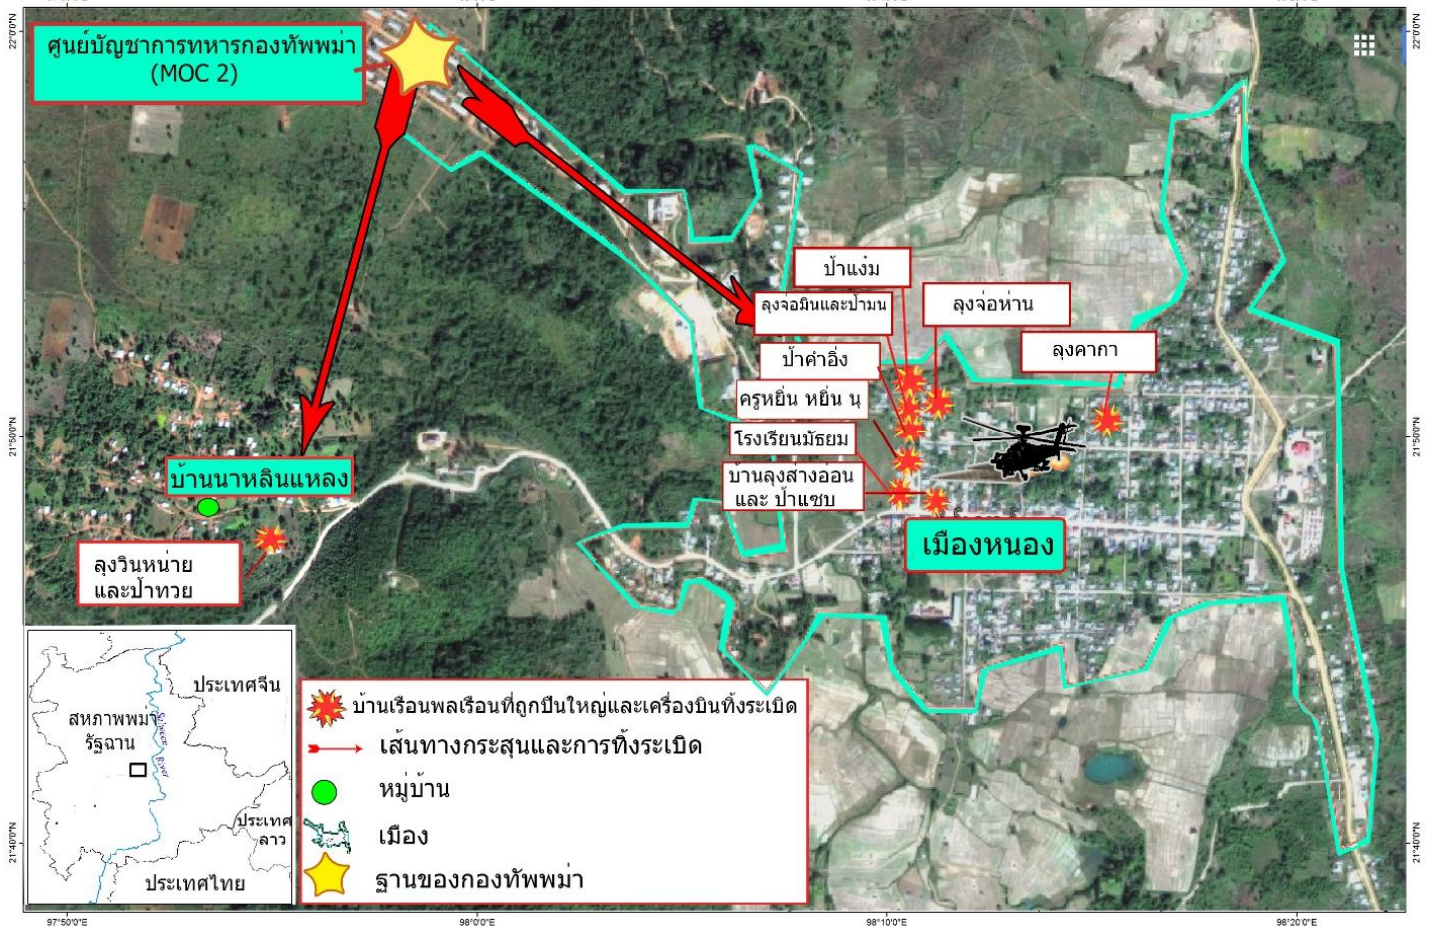 ศูนย์บัญชาการทหารกองทัพพม่า
(MOC 2)
22°0'0"N
22°0'0"N
ป้าแง่ม
ลุงจ่อมินและป้ามน
ลุงจ่อห่าน
ลุงคากา
ป้าคำอิ่ง
ครูหยิ่น หยิ่น นุ
โรงเรียนมัธยม
บ้านลุงส่างอ่อน
และ ป้าแซบ
21°50'0"N
21°50'0"N
บ้านนาหลินแหลง
เมืองหนอง
ลุงวินหน่าย
และป้าทวย
ประเทศจีน
สหภาพพม่า
รัฐฉาน
Salween River
ประเทศ
ลาว
ประเทศไทย
บ้านเรือนพลเรือนที่ถูกปืนใหญ่และเครื่องบินทิ้งระเบิด
เส้นทางกระสุนและการทิ้งระเบิด
หมู่บ้าน
เมือง
ฐานของกองทัพพม่า
21°40'0"N
21°40'0"N
97°50'0"E
98°0'0"E
98°10'0"E
98°20'0"E